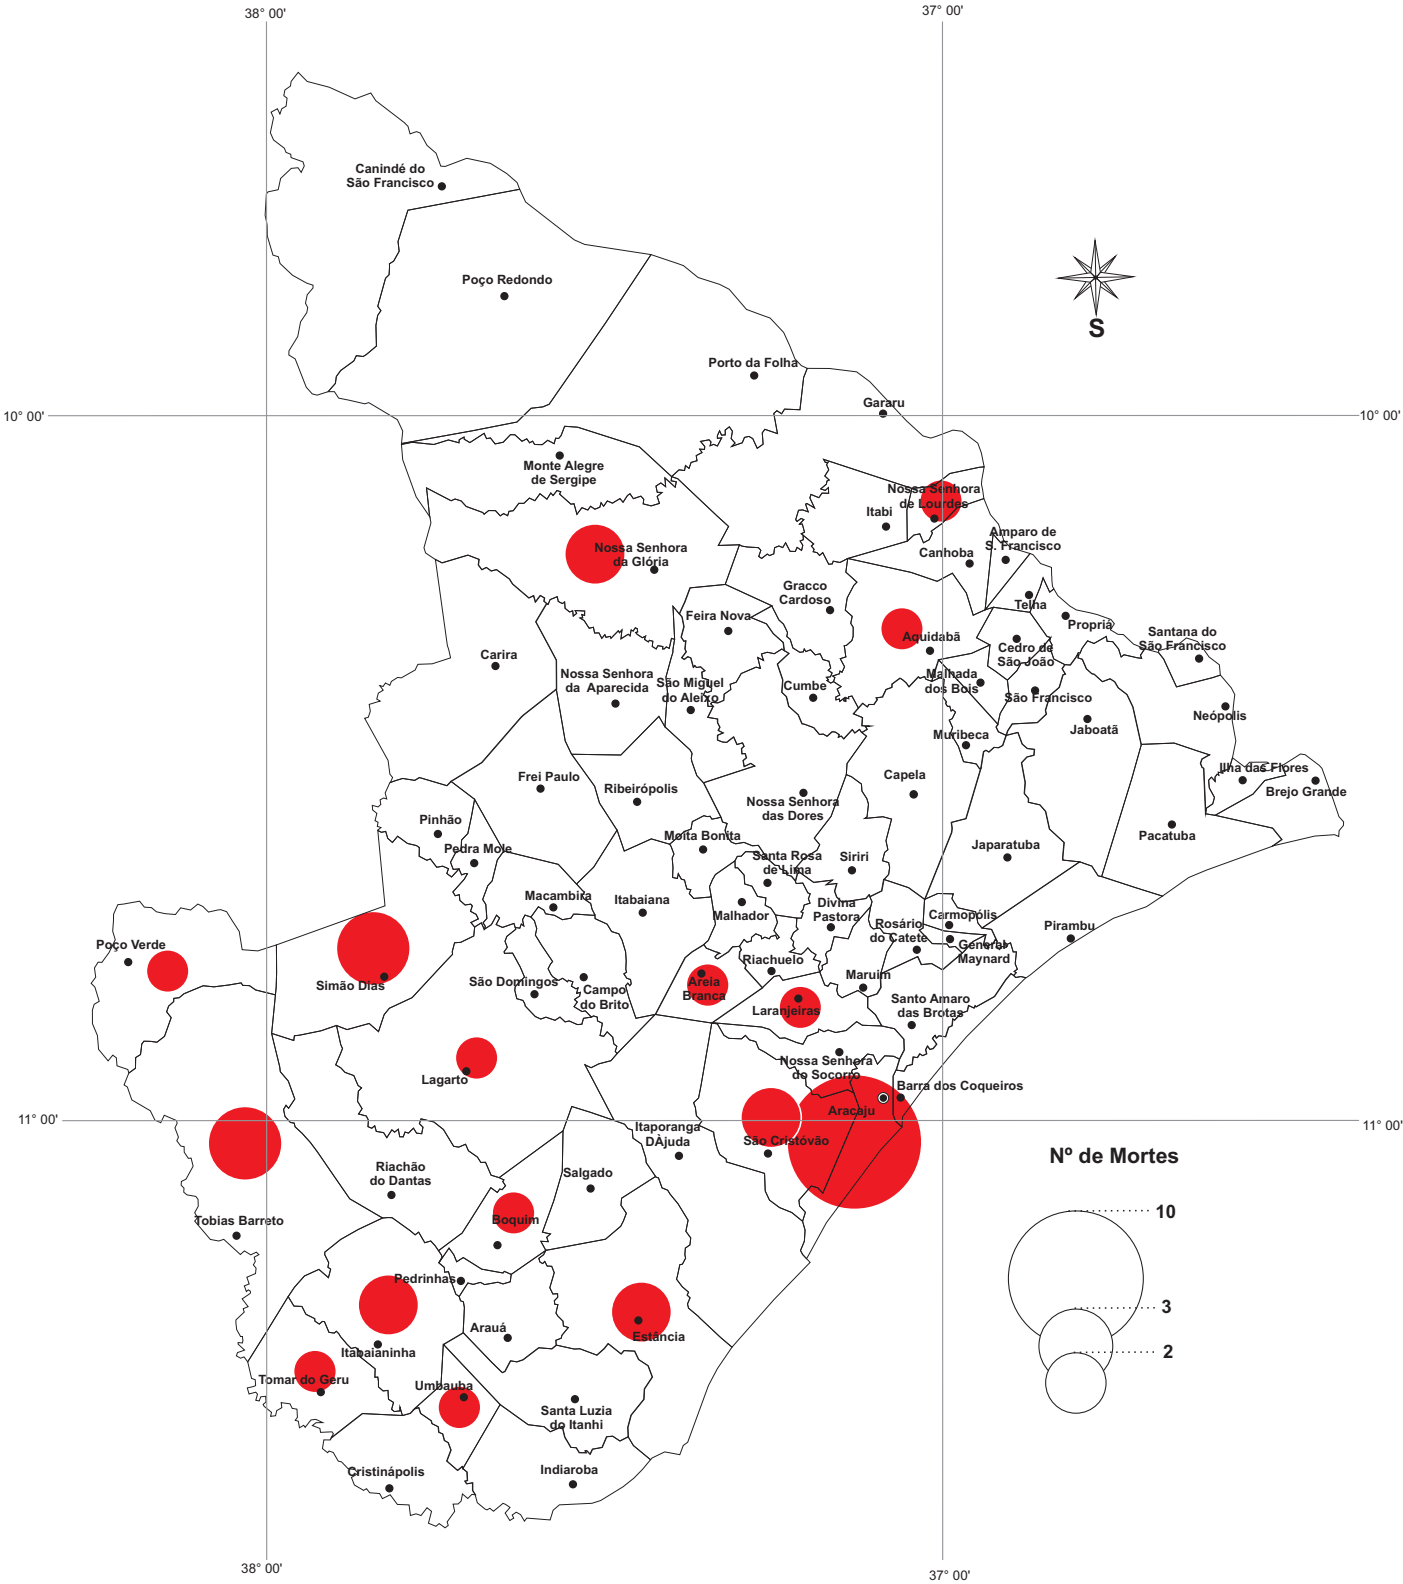 38° 00'
37° 00'
Canindé do
São Francisco
Poço Redondo
S
Porto da Folha
Gararu
10° 00'
10° 00'
Monte Alegre
de Sergipe
Nossa Senhora
de Lourdes
Itabi
Nossa Senhora
da Glória
Canhoba
Amparo de
S. Francisco
Gracco
Cardoso
Telha
Feira Nova
Propriá
Aquidabã
Santana do
São Francisco
Carira
Cedro de
São João
Nossa Senhora
da Aparecida
São Miguel
do Aleixo
Cumbe
Malhada
dos Bois
São Francisco
Neópolis
Jaboatã
Muribeca
Frei Paulo
Ribeirópolis
Capela
Ilha das Flores
Brejo Grande
Nossa Senhora
das Dores
Pinhão
Moita Bonita
Pacatuba
Pedra Mole
Santa Rosa
de Lima
Siriri
Japaratuba
Macambira
Itabaiana
Malhador
Divina
Pastora
Carmopólis
Rosário
do Catete
Pirambu
General
Maynard
Poço Verde
Simão Dias
São Domingos
Campo
do Brito
Areia
Branca
Riachuelo
Maruim
Laranjeiras
Santo Amaro
das Brotas
Lagarto
Nossa Senhora
do Socorro
Barra dos Coqueiros
Aracaju
11° 00'
11° 00'
Itaporanga
DÀjuda
São Cristóvão
Nº de Mortes
Riachão
do Dantas
Salgado
10
Tobias Barreto
Boquim
Pedrinhas
3
Arauá
Estância
2
Itabaianinha
Tomar do Geru
Umbauba
Santa Luzia
do Itanhi
Cristinápolis
Indiaroba
38° 00'
37° 00'